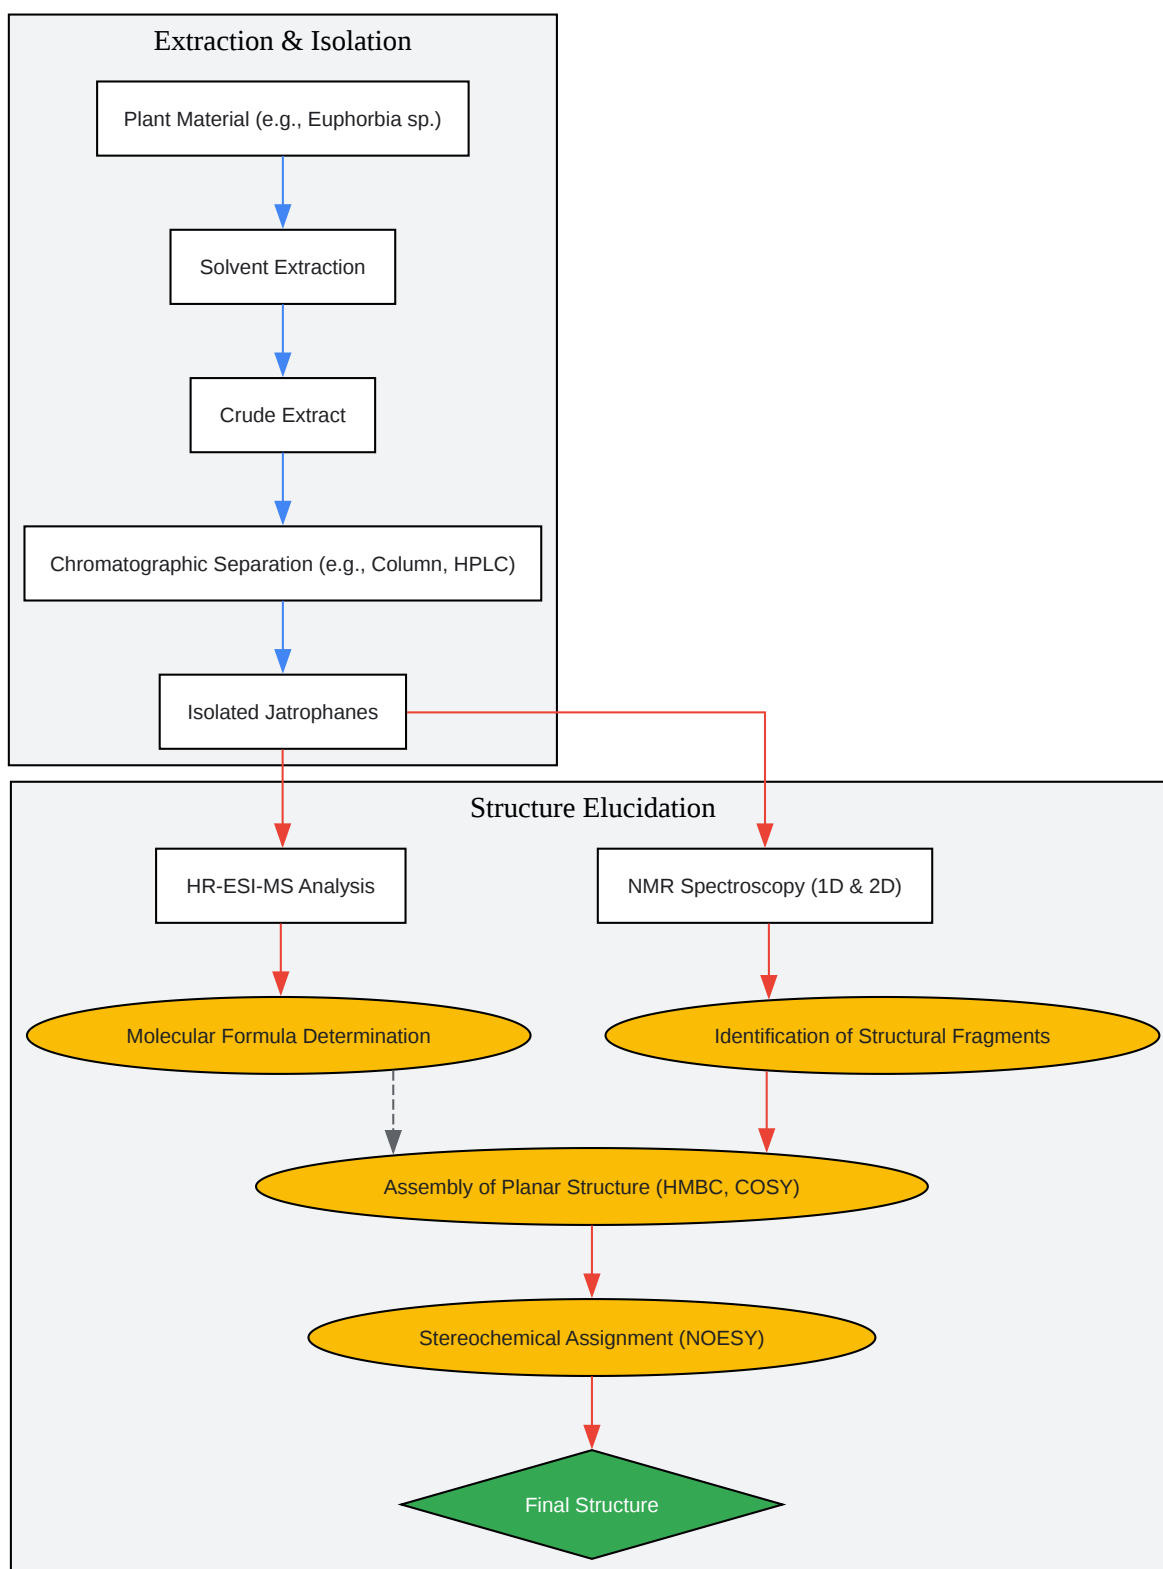 Extraction & Isolation
Plant Material (e.g., Euphorbia sp.)
Solvent Extraction
Crude Extract
Chromatographic Separation (e.g., Column, HPLC)
Isolated Jatrophanes
Structure Elucidation
HR-ESI-MS Analysis
NMR Spectroscopy (1D & 2D)
Molecular Formula Determination
Identification of Structural Fragments
Assembly of Planar Structure (HMBC, COSY)
Stereochemical Assignment (NOESY)
Final Structure